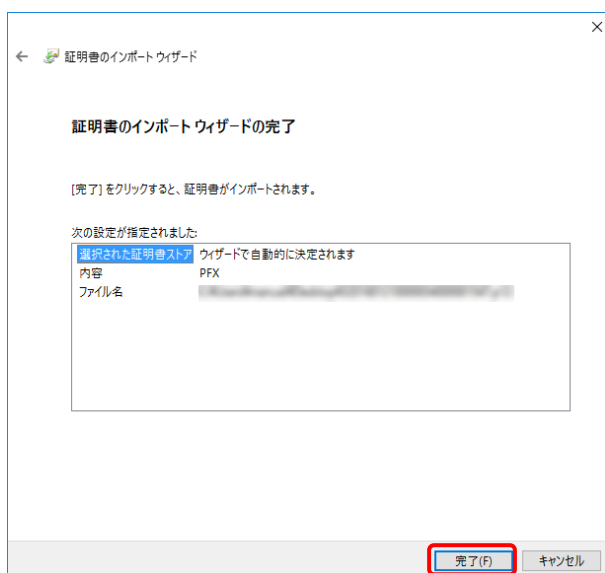 証明書のインポート ウィザード
証明書のインポート ウィザードの完了
[完了] をクリックすると、証明書がインポートされます。
次の設定が指定されました:
選択された証明書ストア ウィザードで自動的に決定されます
内容 PFX
ファイル名
完了(F) キャンセル